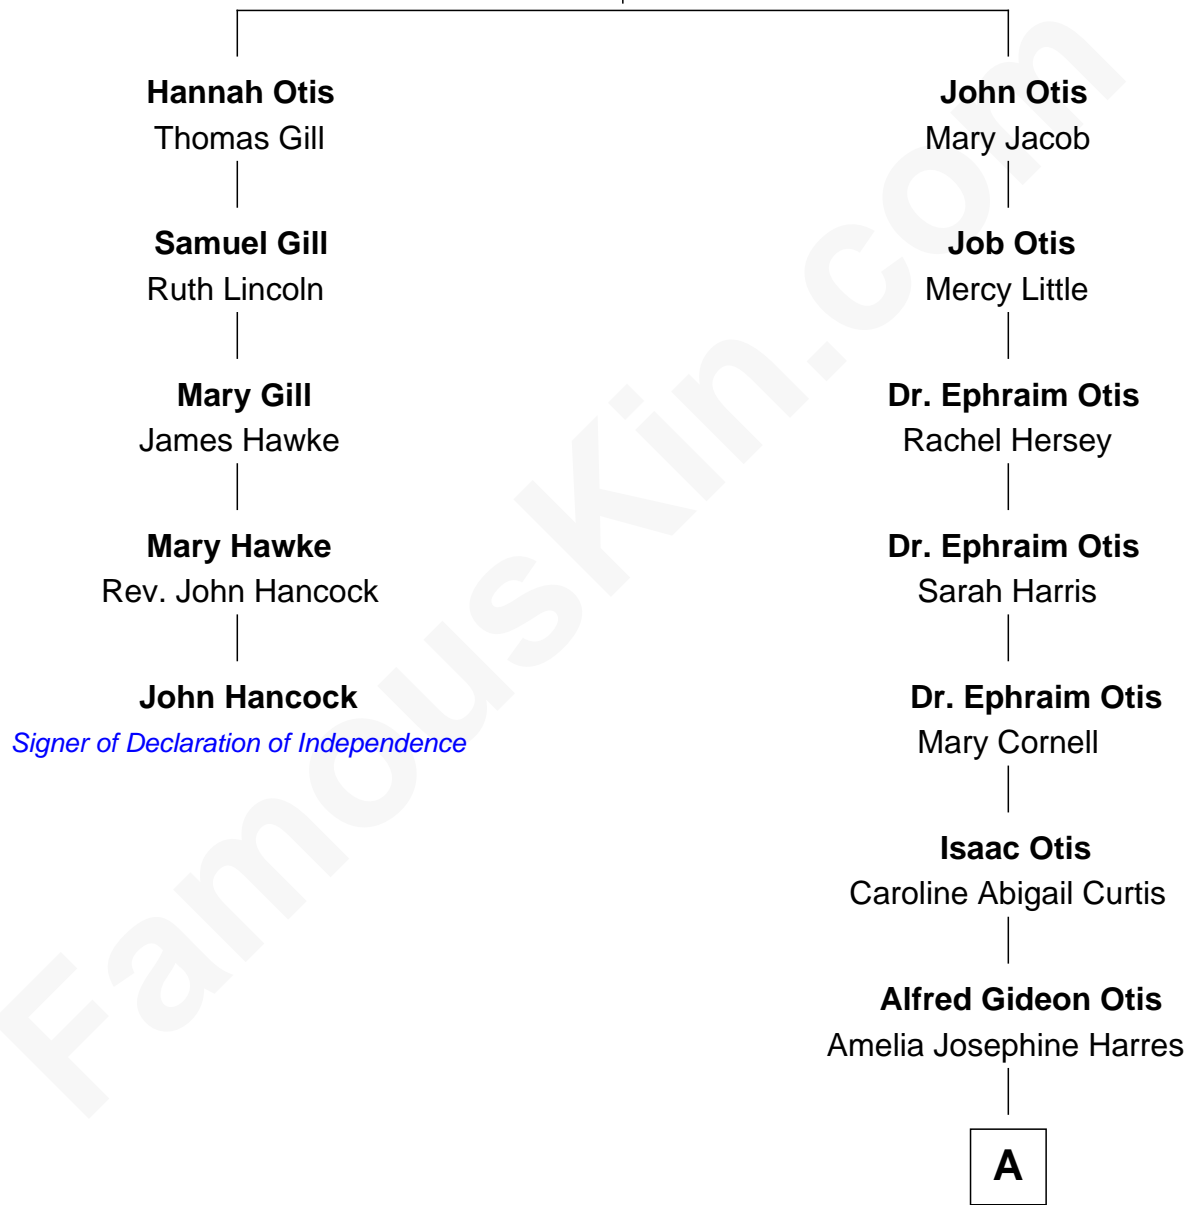 Hannah Otis
Thomas Gill
Samuel Gill
Ruth Lincoln
Mary Gill
James Hawke
Mary Hawke
Rev. John Hancock
John Hancock
Signer of Declaration of Independence
John Otis
Mary Jacob
Job Otis
Mercy Little
Dr. Ephraim Otis
Rachel Hersey
Dr. Ephraim Otis
Sarah Harris
Dr. Ephraim Otis
Mary Cornell
Isaac Otis
Caroline Abigail Curtis
Alfred Gideon Otis
Amelia Josephine Harres
A
FamousKin.com